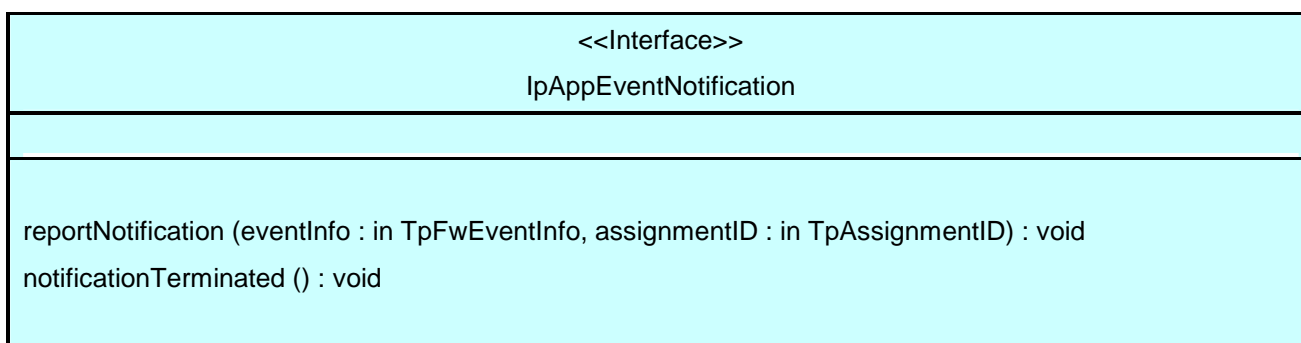 <<Interface>>
IpAppEventNotification
reportNotification (eventInfo : in TpFwEventInfo, assignmentID : in TpAssignmentID) : void
notificationTerminated () : void